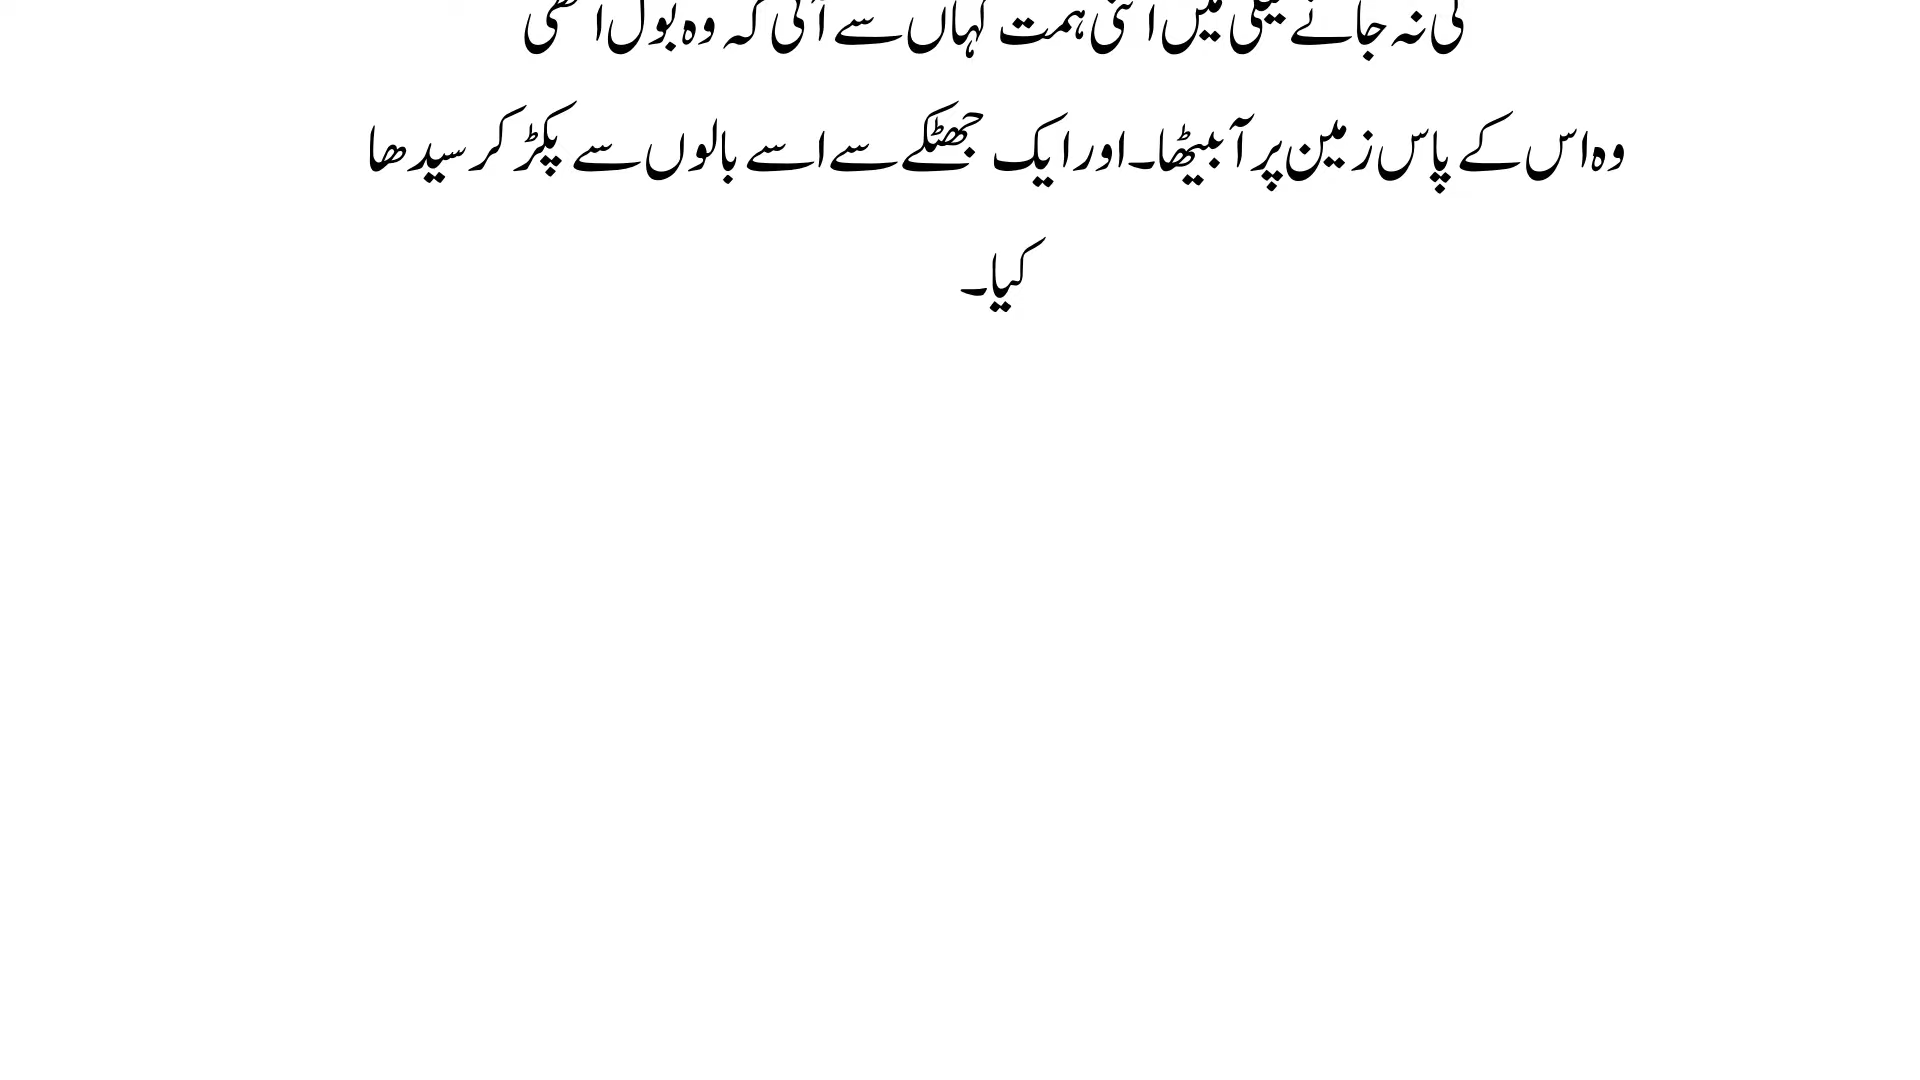 نہ جانے لیلی میں اتنی ہمت کہاں سے آئی کہ وہ بول اٹھی
وہ اس کے پاس زمین پر آ بیٹھا۔اور ایک جھٹکے سے اسے بالوں سے پکڑ کر سیدھا
کیا۔